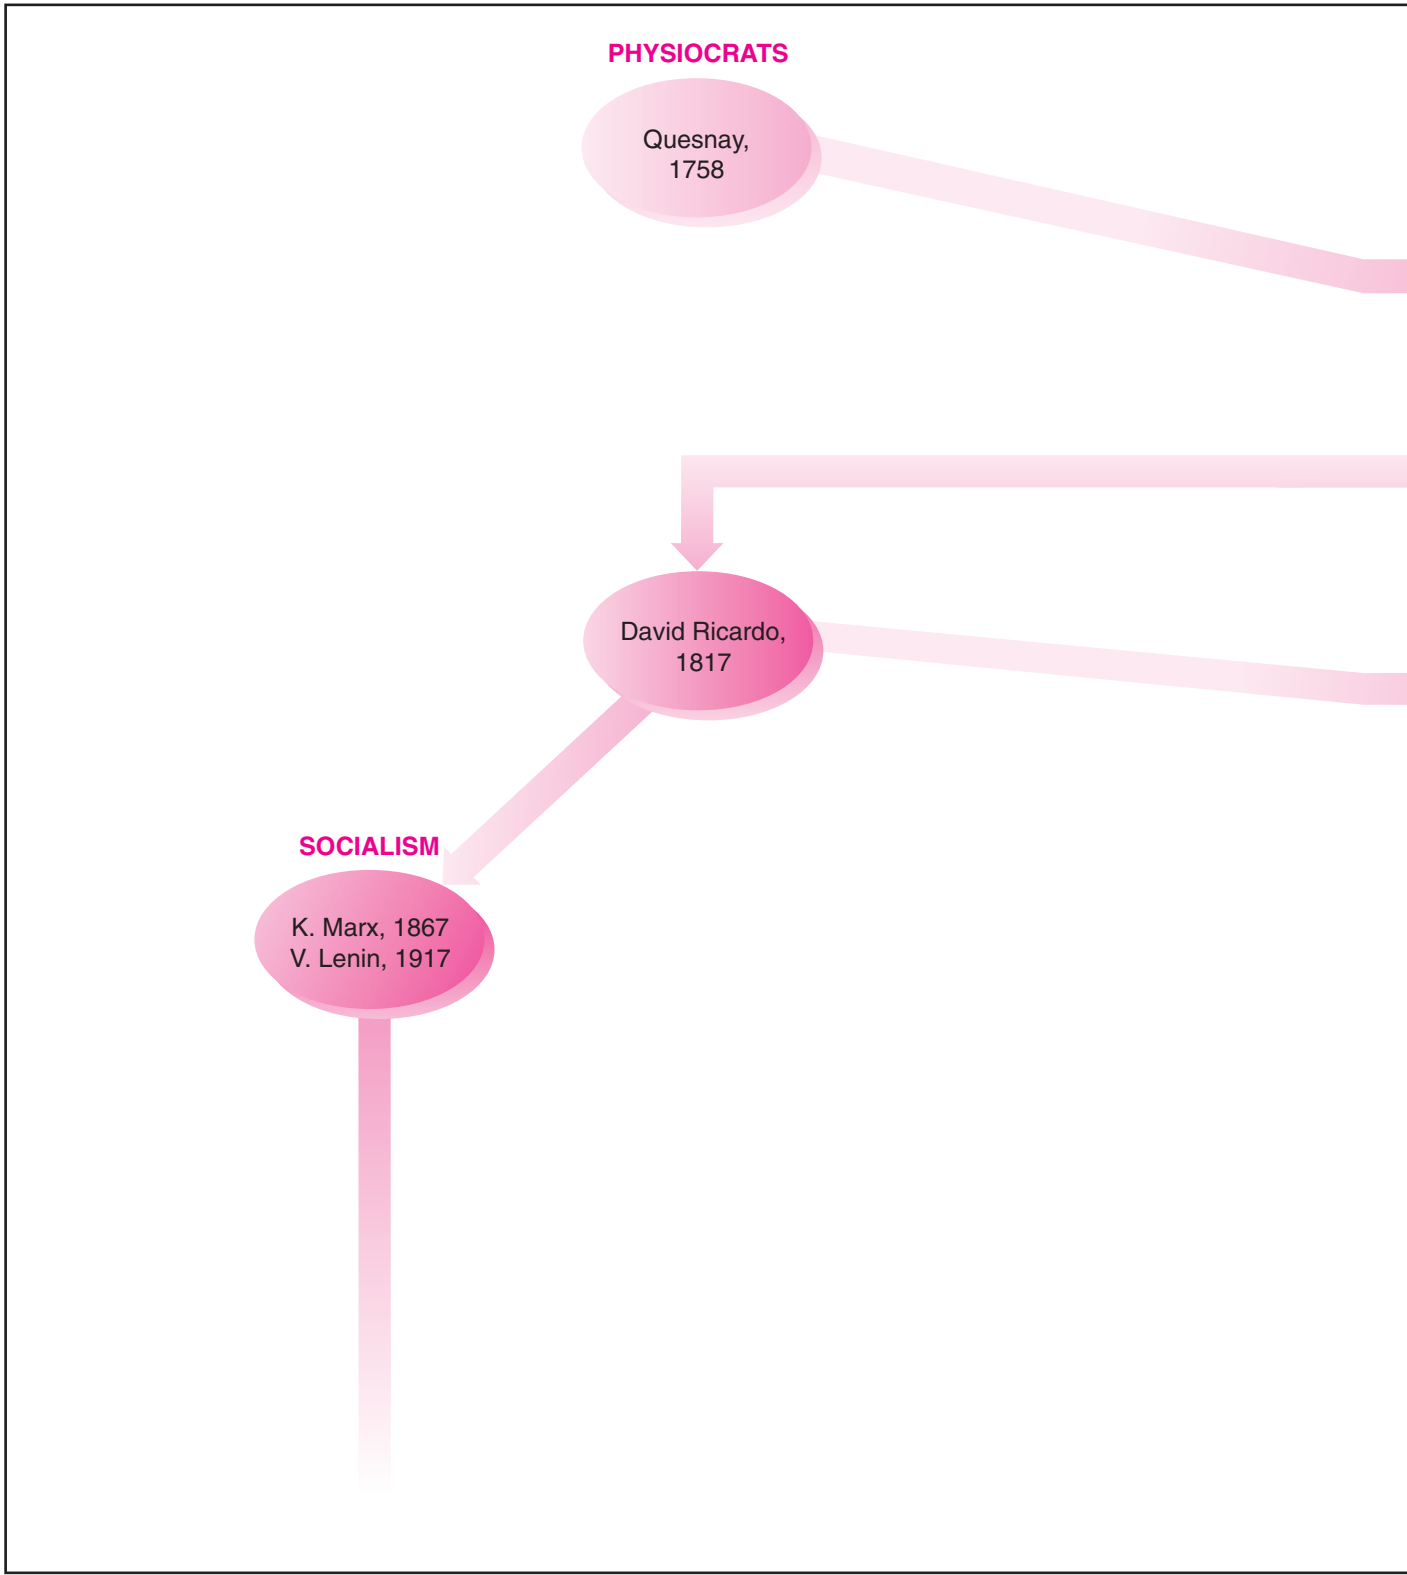 PHYSIOCRATS
Quesnay,
1758
David Ricardo,
1817
SOCIALISM
K. Marx, 1867
V. Lenin, 1917